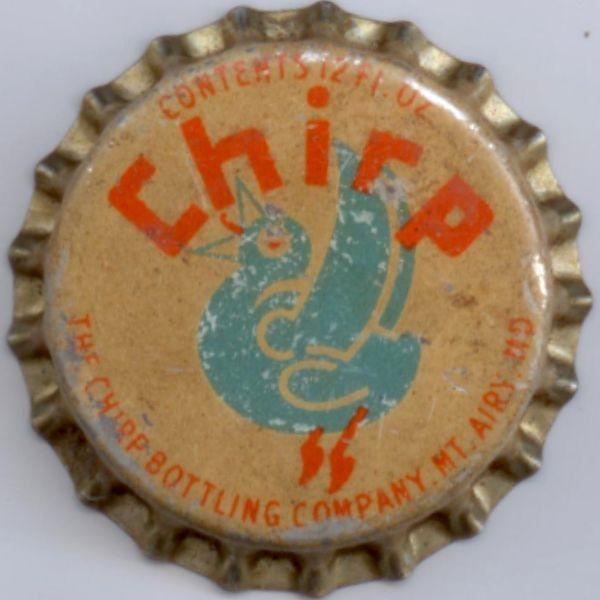 CONTENTS 12 FL. OZ
Chirp
THE CHIRP BOTTLING COMPANY. MT. AIRY. MD